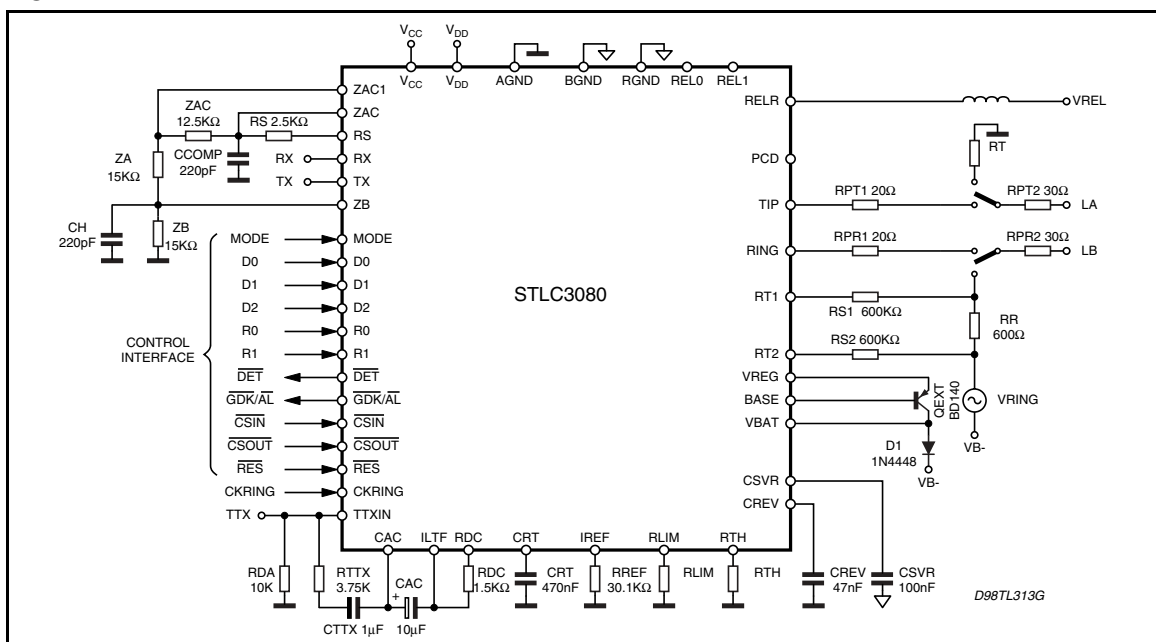 VCC
VDD
VCC
VDD
AGND
BGND
RGND
REL0
REL1
ZAC1
ZAC
RS
RX
TX
ZB
MODE
D0
D1
D2
R0
R1
DET
GDK/AL
CSIN
CSOUT
RES
CKRING
TTXIN
ZAC
12.5KΩ
RS 2.5KΩ
CCOMP
220pF
ZA
15KΩ
RX
TX
CH
220pF
ZB
15KΩ
MODE
D0
D1
D2
R0
R1
DET
GDK/AL
CSIN
CSOUT
RES
CKRING
TTX
CONTROL
INTERFACE
STLC3080
RELR
PCD
TIP
RING
RT1
RT2
VREG
BASE
VBAT
CSVR
CREV
VREL
RT
RPT1 20Ω
RPT2 30Ω
LA
RPR1 20Ω
RPR2 30Ω
LB
RS1 600KΩ
RR
600Ω
RS2 600KΩ
QEXT
BD140
VRING
VB-
D1
1N4448
VB-
CAC
ILTF
RDC
CRT
IREF
RLIM
RTH
RDA
10K
RTTX
3.75K
CAC
+
10µF
CTTX 1µF
RDC
1.5KΩ
CRT
470nF
RREF
30.1KΩ
RLIM
RTH
CREV
47nF
CSVR
100nF
D98TL313G